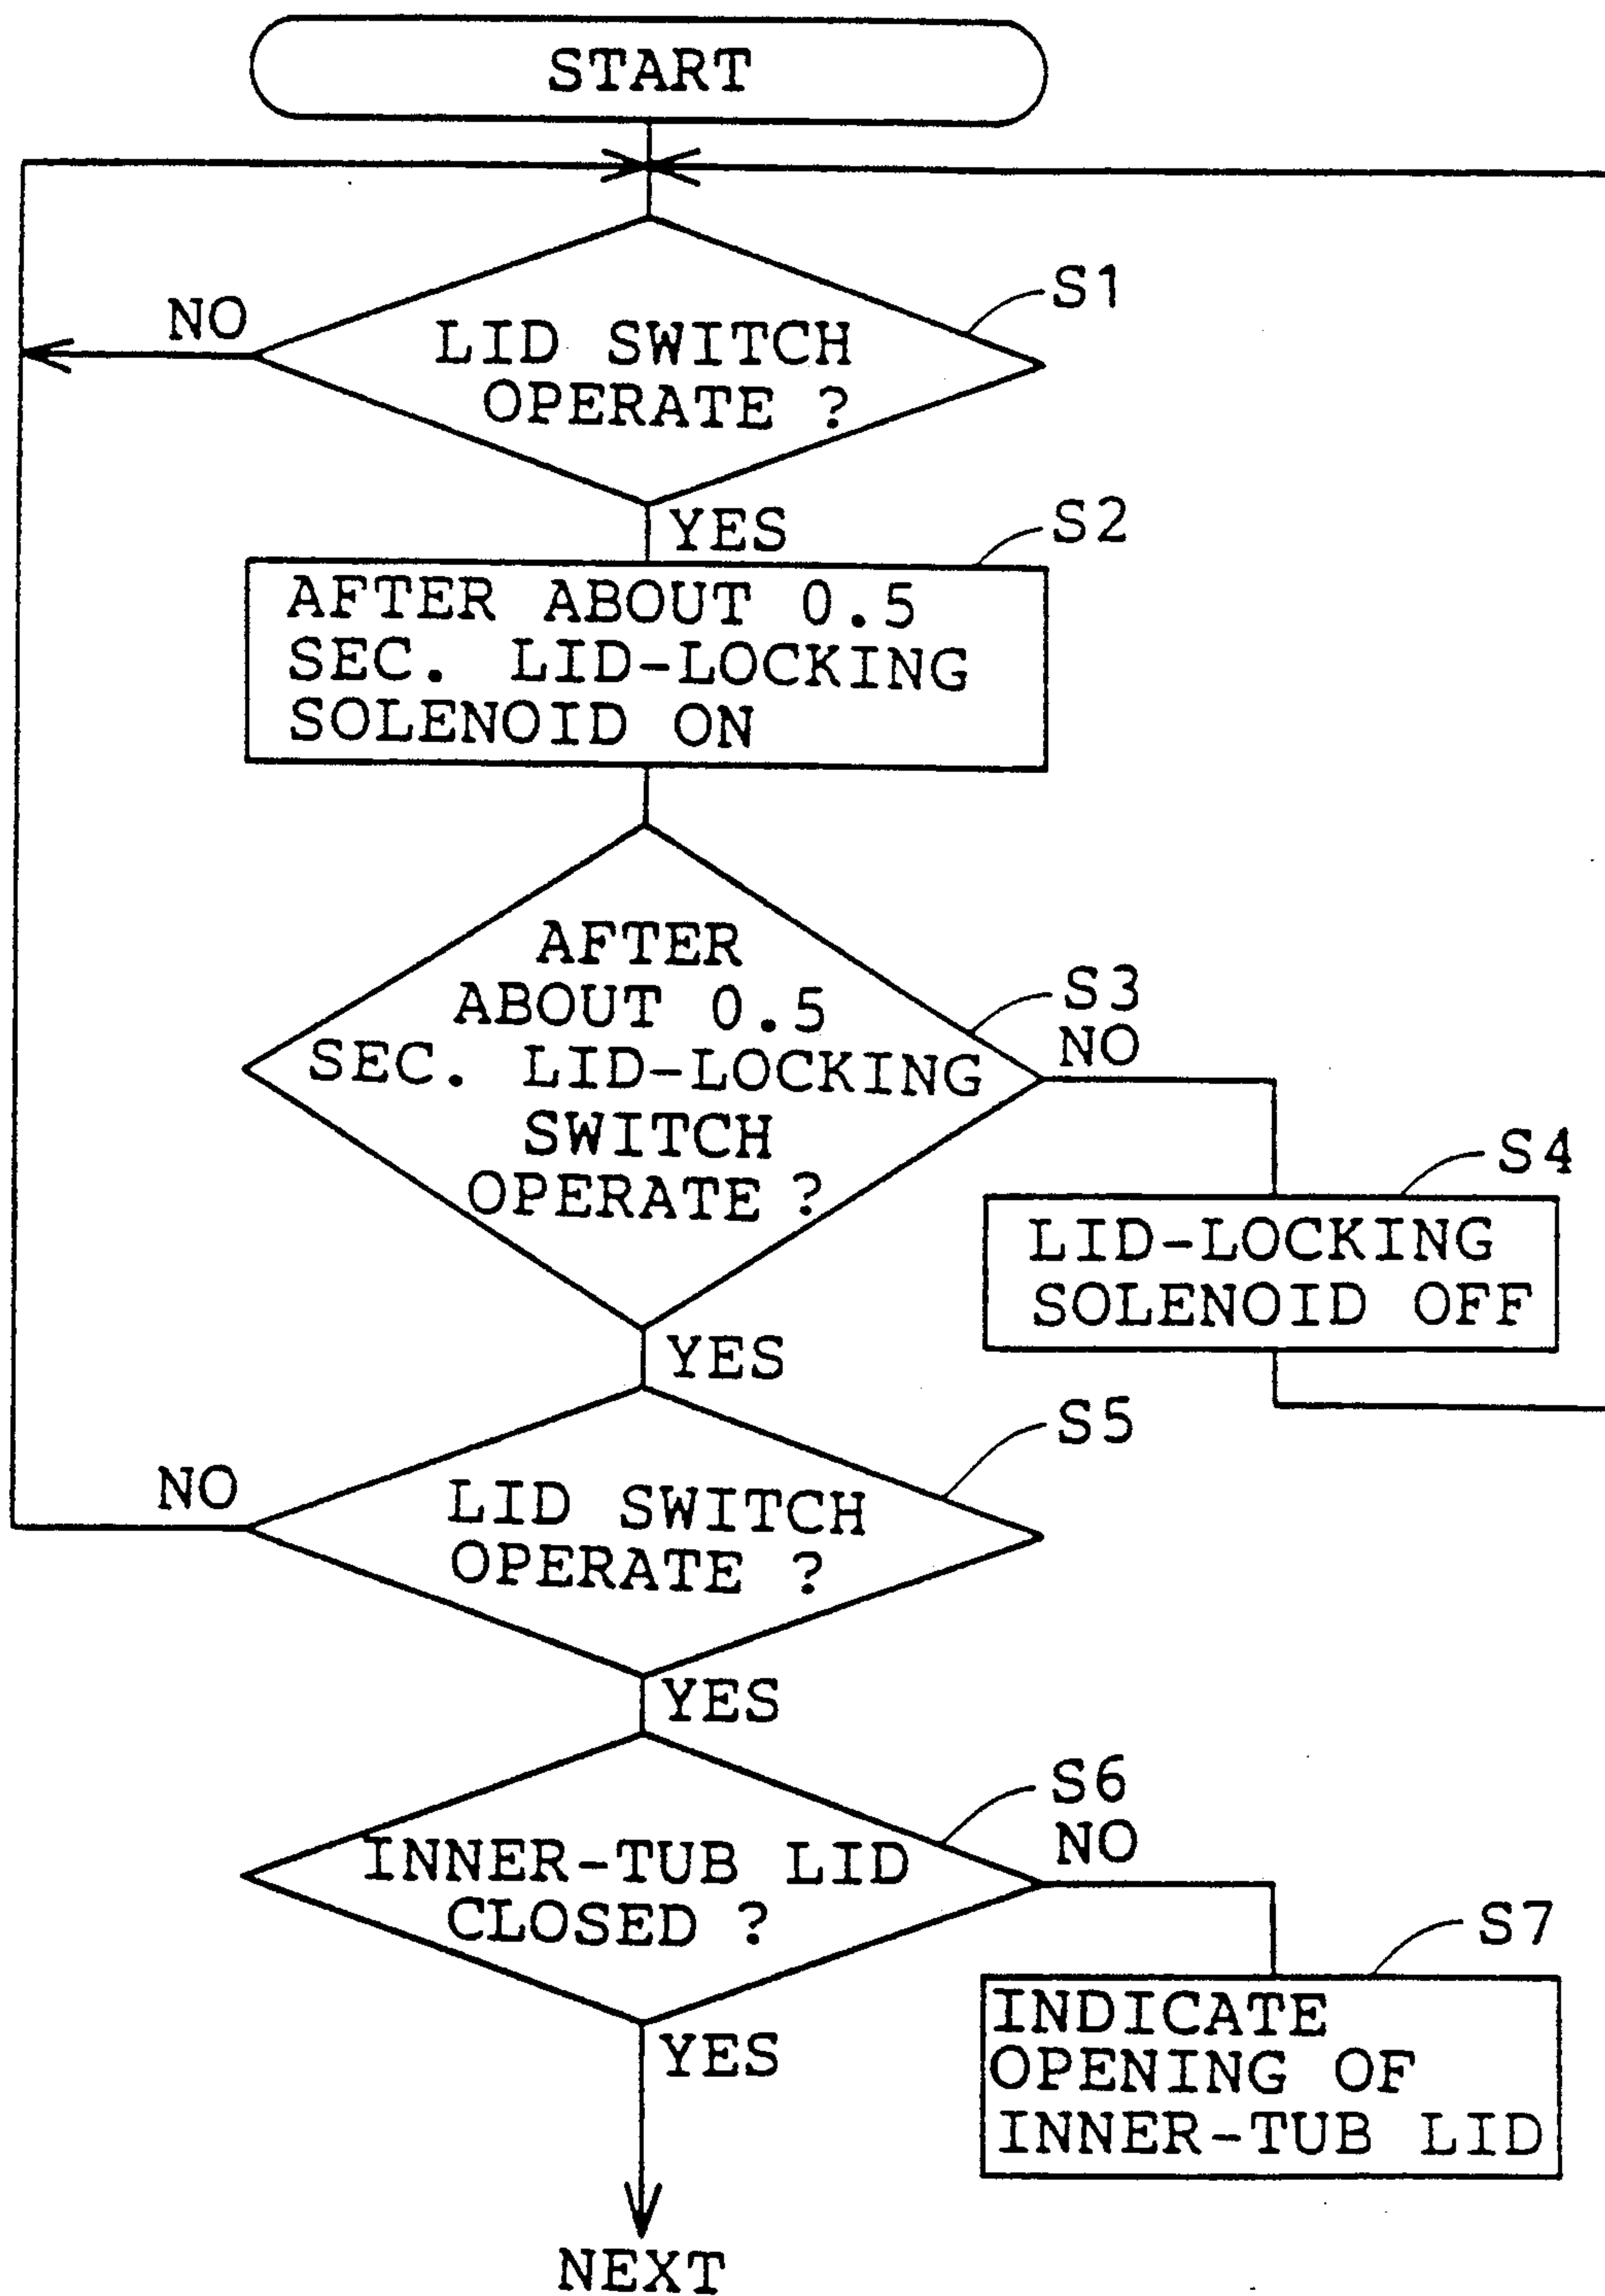 START
S1
NO
LID SWITCH
OPERATE ?
YES
S2
AFTER ABOUT 0.5
SEC. LID-LOCKING
SOLENOID ON
AFTER
ABOUT 0.5
SEC. LID-LOCKING
SWITCH
OPERATE ?
S3
NO
S4
LID-LOCKING
SOLENOID OFF
YES
S5
NO
LID SWITCH
OPERATE ?
YES
S6
NO
INNER-TUB LID
CLOSED ?
S7
INDICATE
OPENING OF
INNER-TUB LID
YES
NEXT